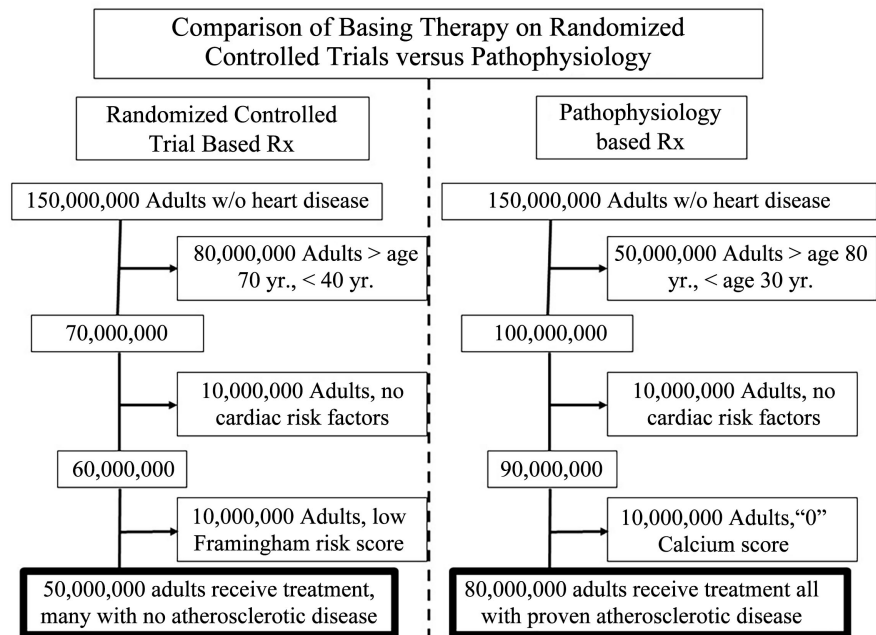 Comparison of Basing Therapy on Randomized
Controlled Trials versus Pathophysiology
Randomized Controlled
Trial Based Rx
150,000,000 Adults w/o heart disease
80,000,000 Adults > age
70 yr., < 40 yr.
70,000,000
10,000,000 Adults, no
cardiac risk factors
60,000,000
10,000,000 Adults, low
Framingham risk score
50,000,000 adults receive treatment,
many with no atherosclerotic disease
Pathophysiology
based Rx
150,000,000 Adults w/o heart disease
50,000,000 Adults > age 80
yr., < age 30 yr.
100,000,000
10,000,000 Adults, no
cardiac risk factors
90,000,000
10,000,000 Adults,“0”
Calcium score
80,000,000 adults receive treatment all
with proven atherosclerotic disease